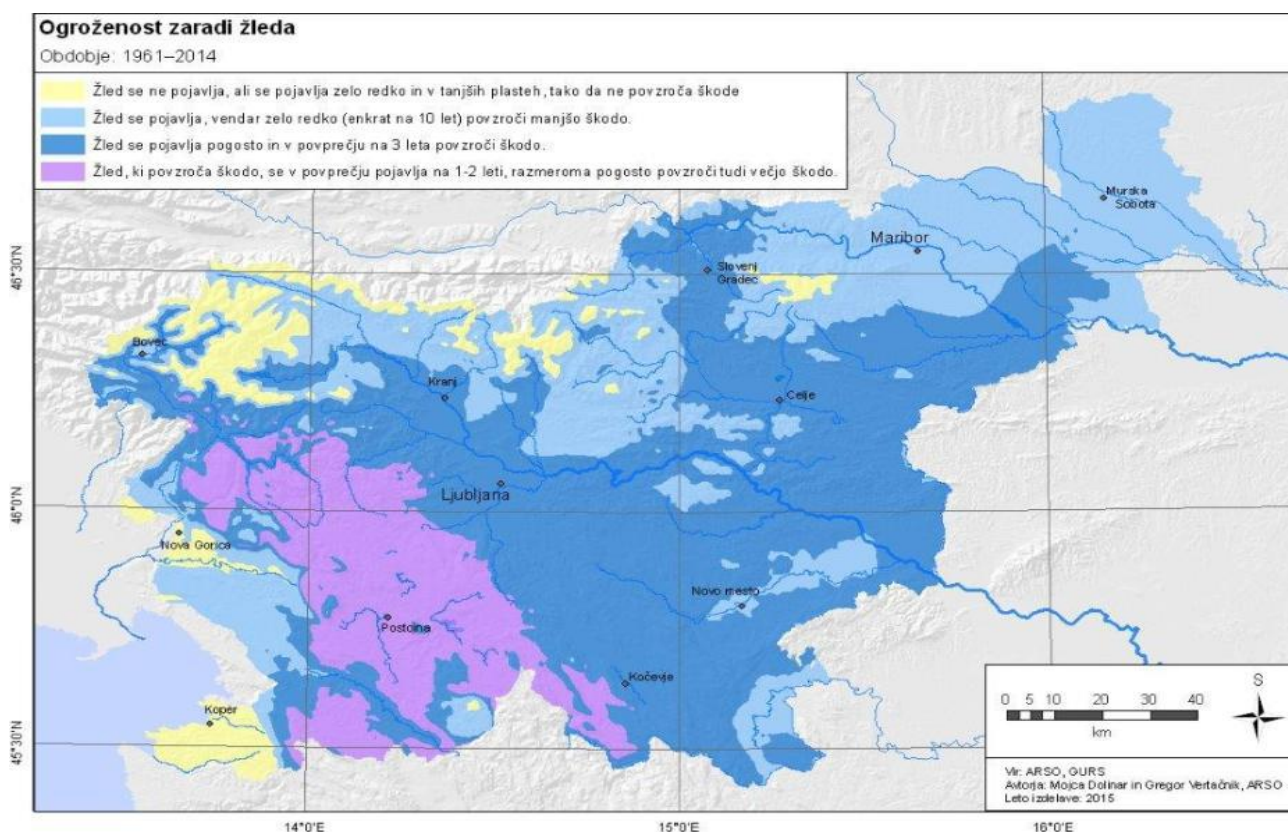 Ogroženost zaradi žleda
Obdobje: 1961–2014
Žled se ne pojavlja, ali se pojavlja zelo redko in v tanjših plasteh, tako da ne povzroča škode
Žled se pojavlja, vendar zelo redko (enkrat na 10 let) povzroči manjšo škodo.
Žled se pojavlja pogosto in v povprečju na 3 leta povzroči škodo.
Žled, ki povzroča škodo, se v povprečju pojavlja na 1-2 leti, razmeroma pogosto povzroči tudi večjo škodo.
Murska
Sobota
Maribor
46°30'N
Slovenj
Gradec
Bovec
Kranj
Celje
Ljubljana
46°0'N
Nova Gorica
Novo mesto
Postojna
Kočevje
Koper
45°30'N
0 5 10 20 30 40
km
S
Vir: ARSO, GURS
Avtorja: Mojca Dolinar in Gregor Vertačnik, ARSO
Leto izdelave: 2015
14°0'E
15°0'E
16°0'E